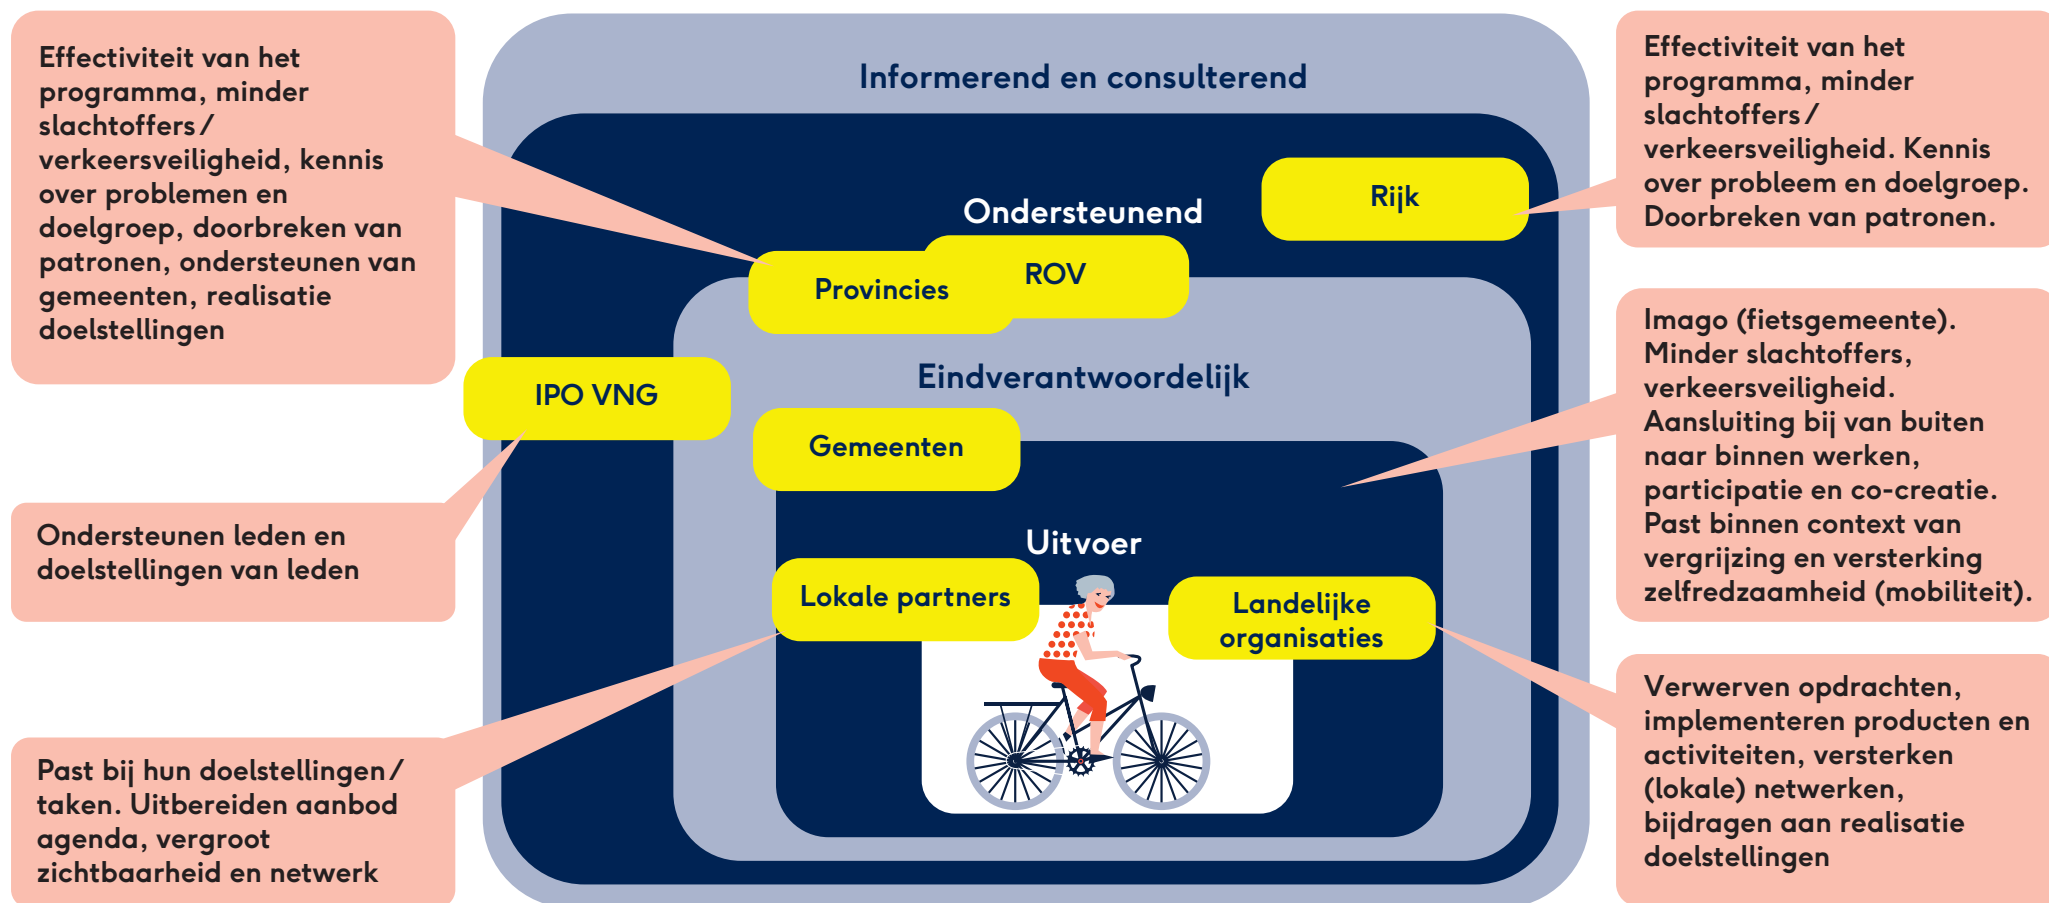 Effectiviteit van het
programma, minder
slachtoffers/
verkeersveiligheid, kennis
over problemen en
doelgroep, doorbreken van
patronen, ondersteunen van
gemeenten, realisatie
doelstellingen
Ondersteunen leden en
doelstellingen van leden
Past bij hun doelstellingen/
taken. Uitbereiden aanbod
agenda, vergroot
zichtbaarheid en netwerk
Informerend en consulterend
Ondersteunend
Rijk
ROV
Provincies
Eindverantwoordelijk
IPO VNG
Gemeenten
Uitvoer
Lokale partners
Landelijke
organisaties
Effectiviteit van het
programma, minder
slachtoffers/
verkeersveiligheid. Kennis
over probleem en doelgroep.
Doorbreken van patronen.
Imago (fietsgemeente).
Minder slachtoffers,
verkeersveiligheid.
Aansluiting bij van buiten
naar binnen werken,
participatie en co-creatie.
Past binnen context van
vergrijzing en versterking
zelfredzaamheid (mobiliteit).
Verwerven opdrachten,
implementeren producten en
activiteiten, versterken
(lokale) netwerken,
bijdragen aan realisatie
doelstellingen